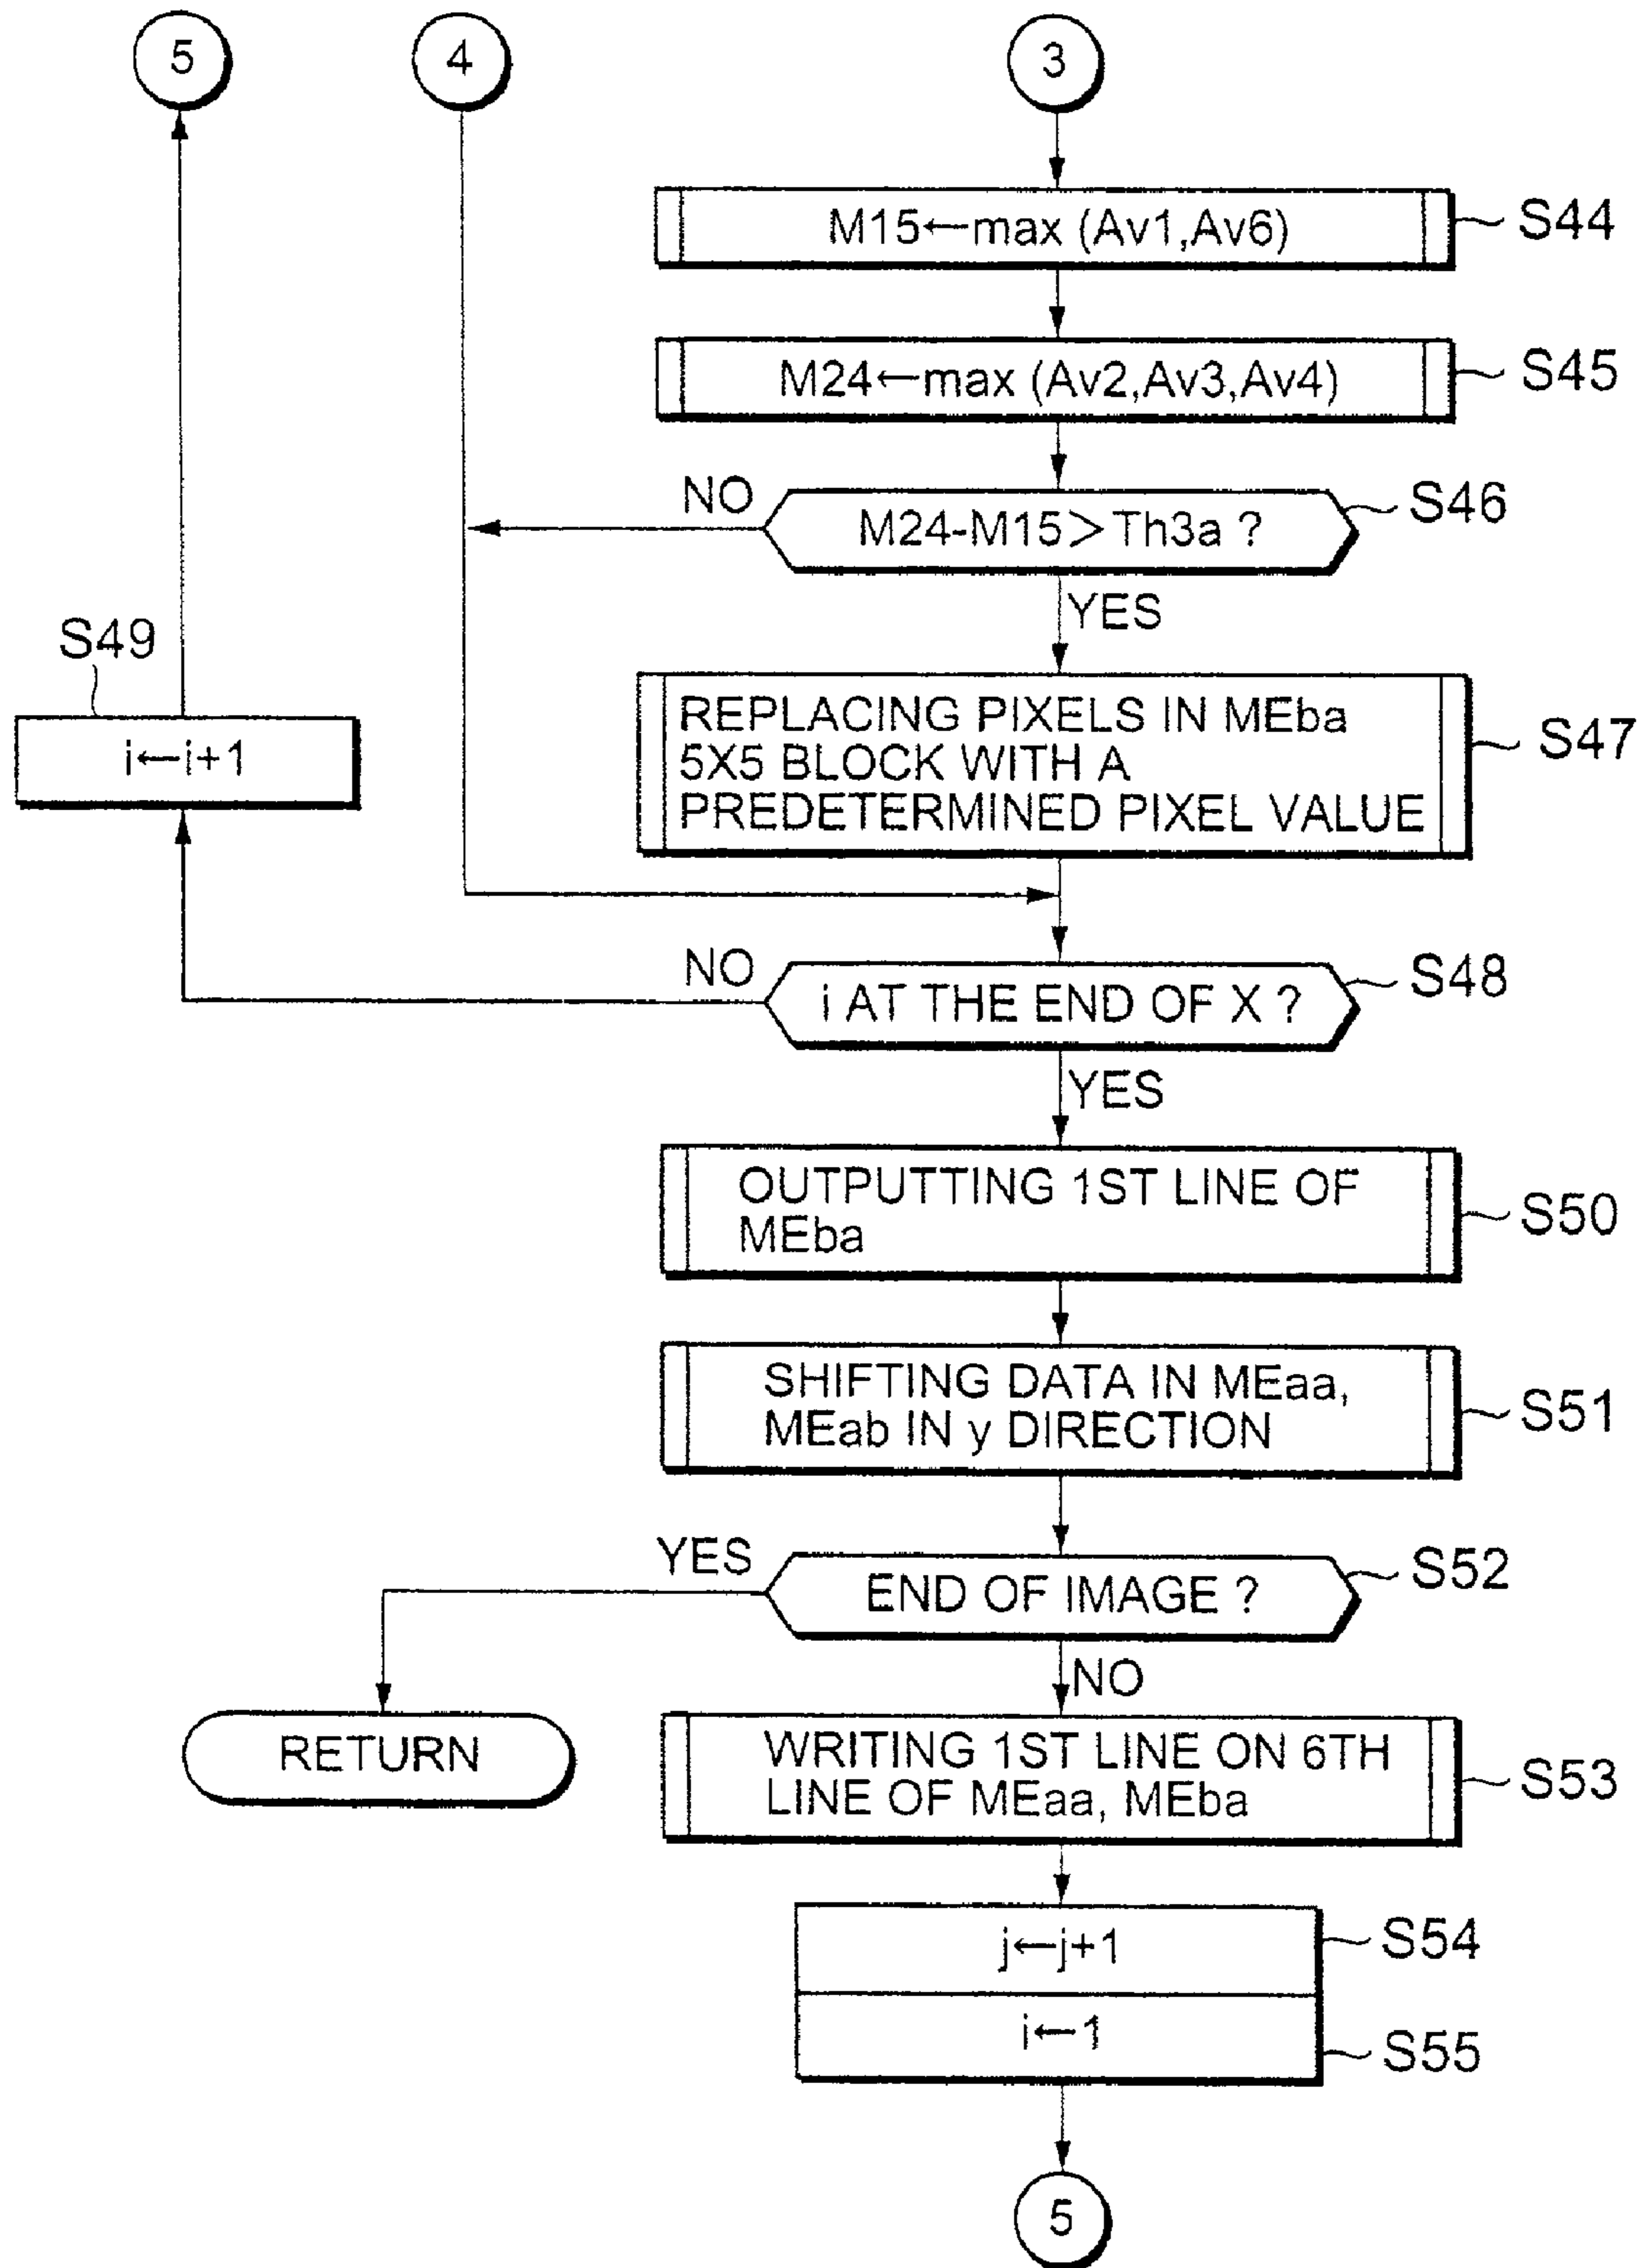 5
4
3
M15←max (Av1,Av6)
S44
M24←max (Av2,Av3,Av4)
S45
NO
M24-M15>Th3a ?
S46
YES
S49
i←i+1
REPLACING PIXELS IN MEba
5X5 BLOCK WITH A
PREDETERMINED PIXEL VALUE
S47
NO
i AT THE END OF X ?
S48
YES
OUTPUTTING 1ST LINE OF
MEba
S50
SHIFTING DATA IN MEaa,
MEab IN y DIRECTION
S51
YES
END OF IMAGE ?
S52
NO
RETURN
WRITING 1ST LINE ON 6TH
LINE OF MEaa, MEba
S53
j←j+1
S54
i←1
S55
5